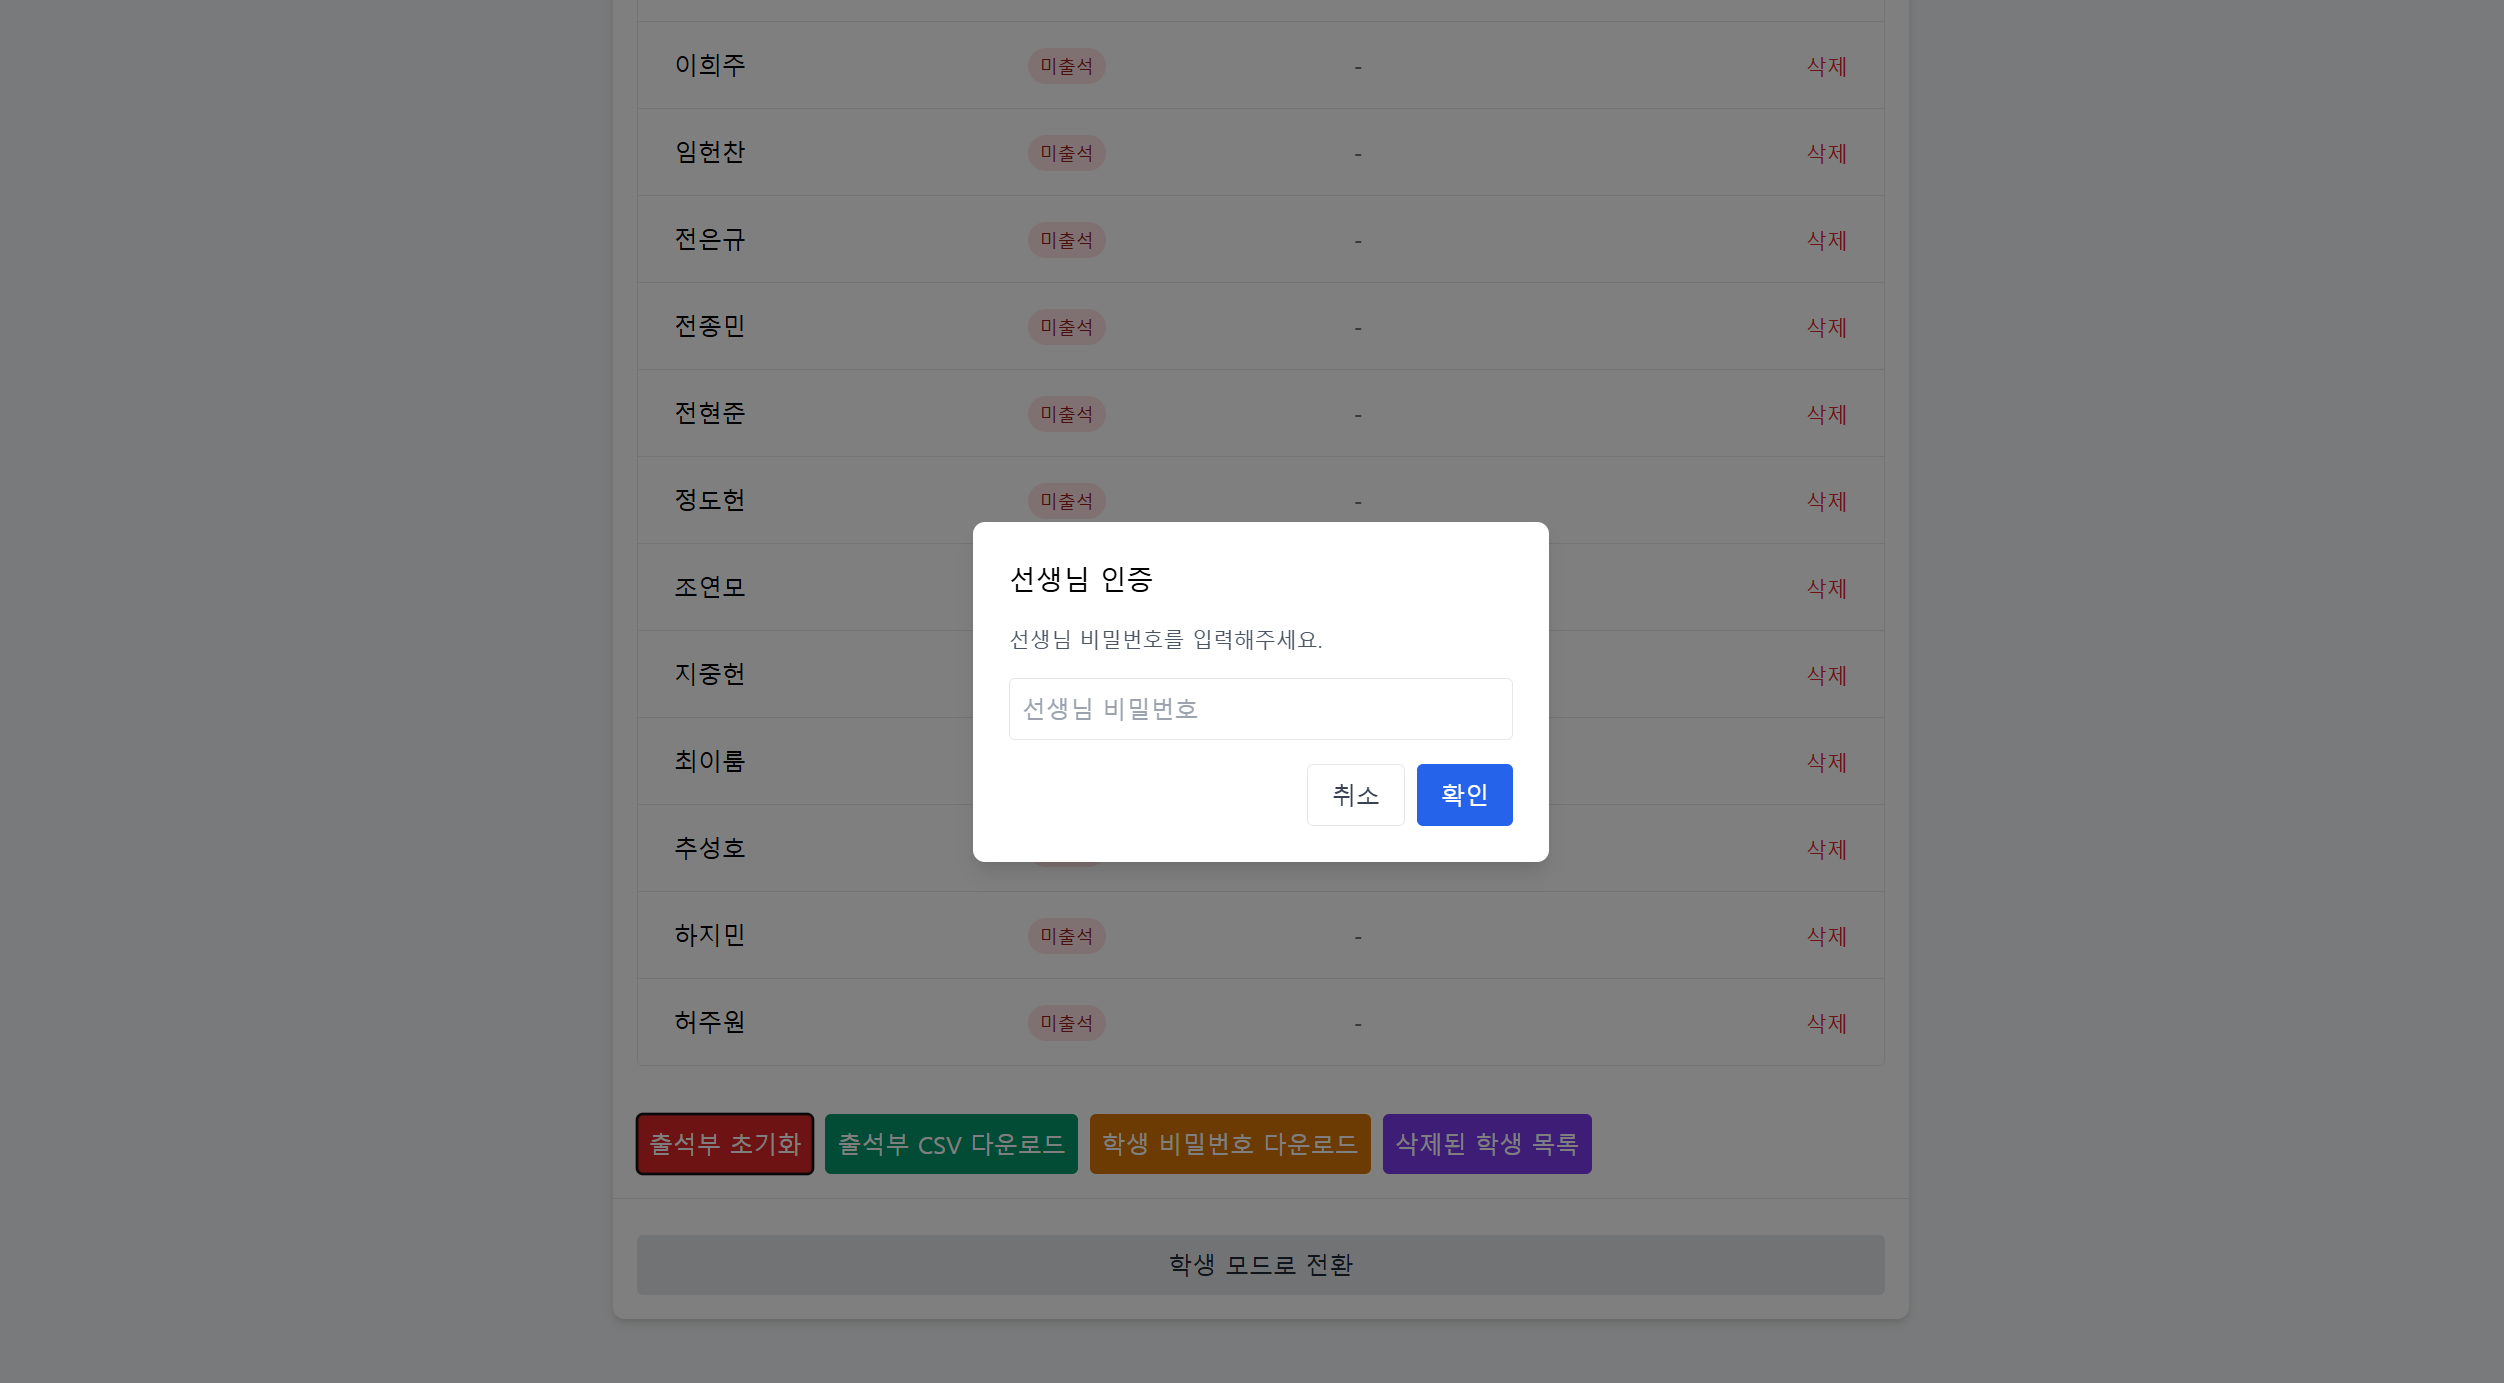 이희주 미출석 - 삭제
임헌찬 미출석 - 삭제
전은규 미출석 - 삭제
전종민 미출석 - 삭제
전현준 미출석 - 삭제
정도헌 미출석 - 삭제
조연모 삭제
지중헌 삭제
최이룸 삭제
추성호 삭제
하지민 미출석 - 삭제
허주원 미출석 - 삭제
선생님 인증
선생님 비밀번호를 입력해주세요.
선생님 비밀번호
취소 확인
출석부 초기화 출석부 CSV 다운로드 학생 비밀번호 다운로드 삭제된 학생 목록
학생 모드로 전환